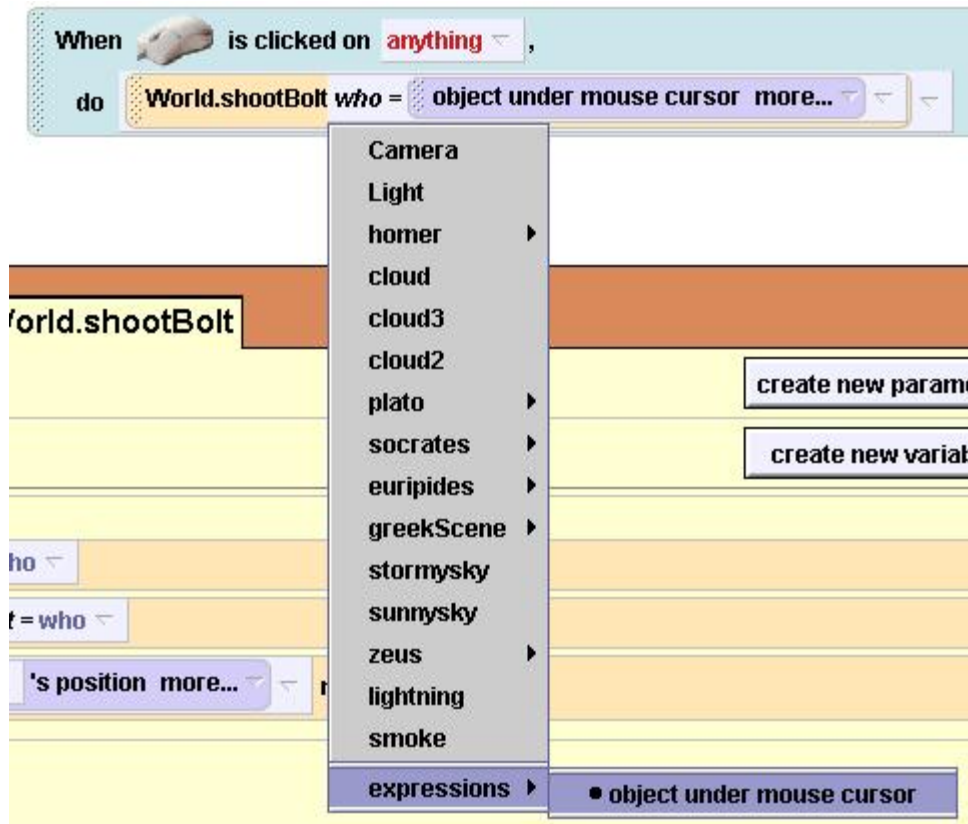 When is clicked on anything ,
do World.shootBolt who = object under mouse cursor more...
Camera
Light
homer
cloud
cloud3
cloud2
plato
socrates
euripides
greekScene
stormysky
sunnysky
zeus
lightning
smoke
expressions
object under mouse cursor
orld.shootBolt
create new parame
create new variab
ho
= who
's position more...